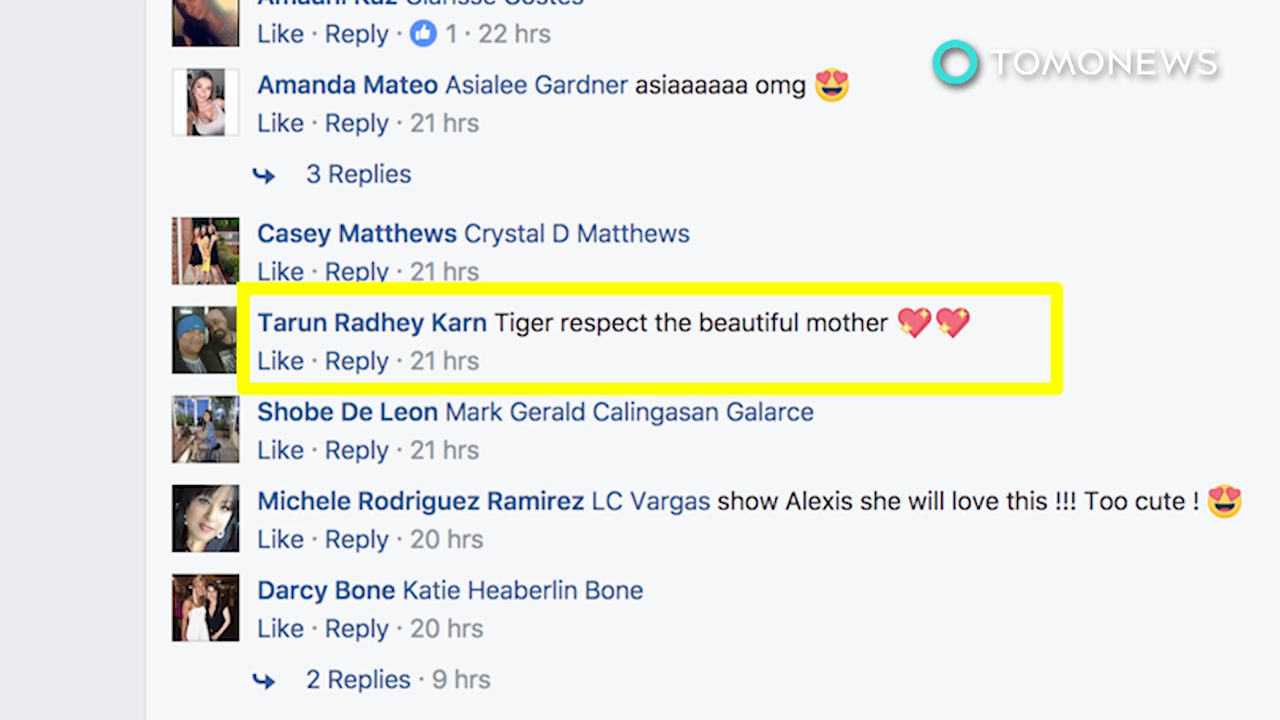 Amaani Kaz Clarisse Costes
Like · Reply · 1 · 22 hrs
TOMONEWS
Amanda Mateo Asialee Gardner asiaaaaaa omg 😍
Like · Reply · 21 hrs
3 Replies
Casey Matthews Crystal D Matthews
Like · Reply · 21 hrs
Tarun Radhey Karn Tiger respect the beautiful mother 💖💖
Like · Reply · 21 hrs
Shobe De Leon Mark Gerald Calingasan Galarce
Like · Reply · 21 hrs
Michele Rodriguez Ramirez LC Vargas show Alexis she will love this !!! Too cute ! 😍
Like · Reply · 20 hrs
Darcy Bone Katie Heaberlin Bone
Like · Reply · 20 hrs
2 Replies · 9 hrs